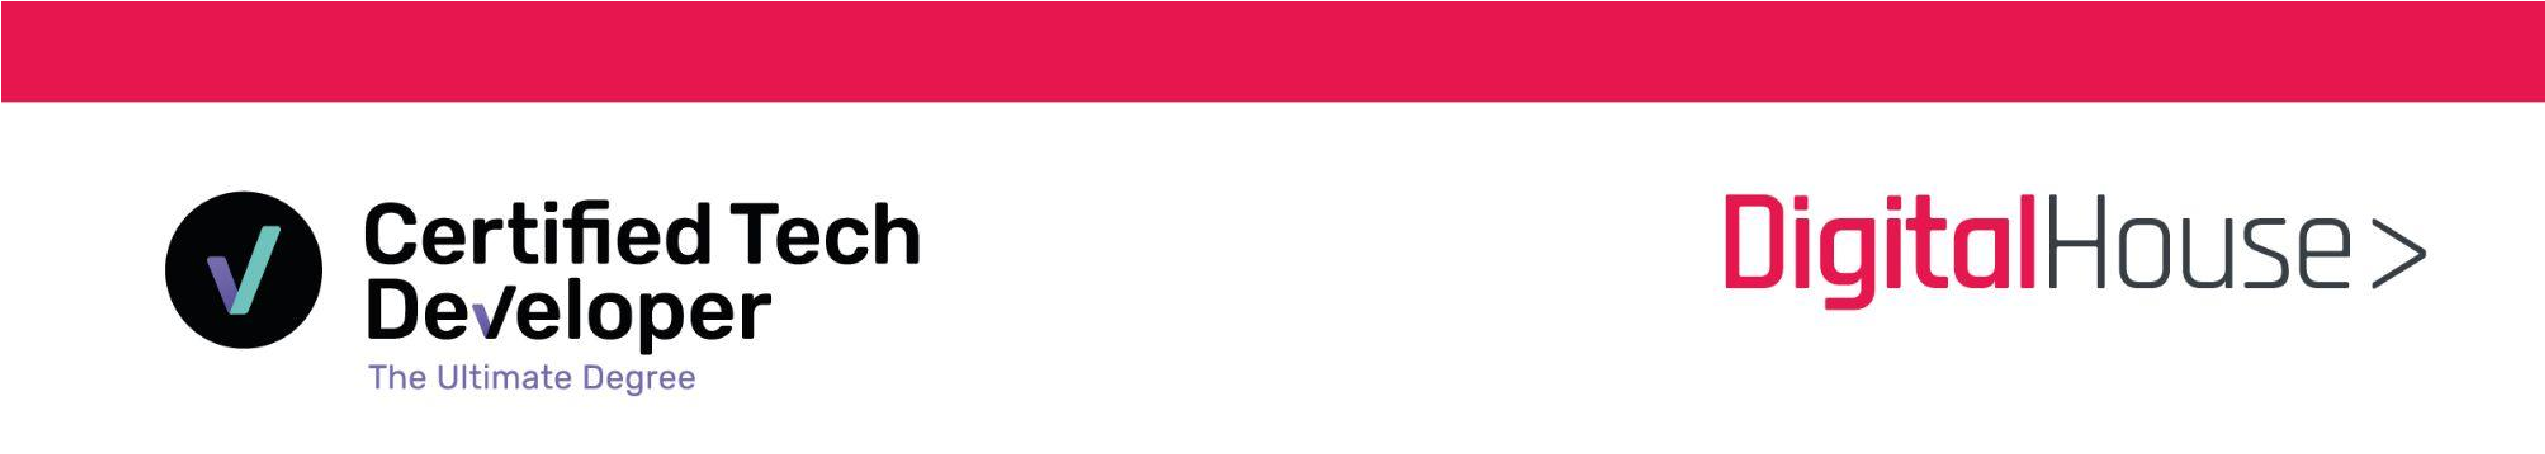 Certified Tech
Developer
The Ultimate Degree
DigitalHouse>